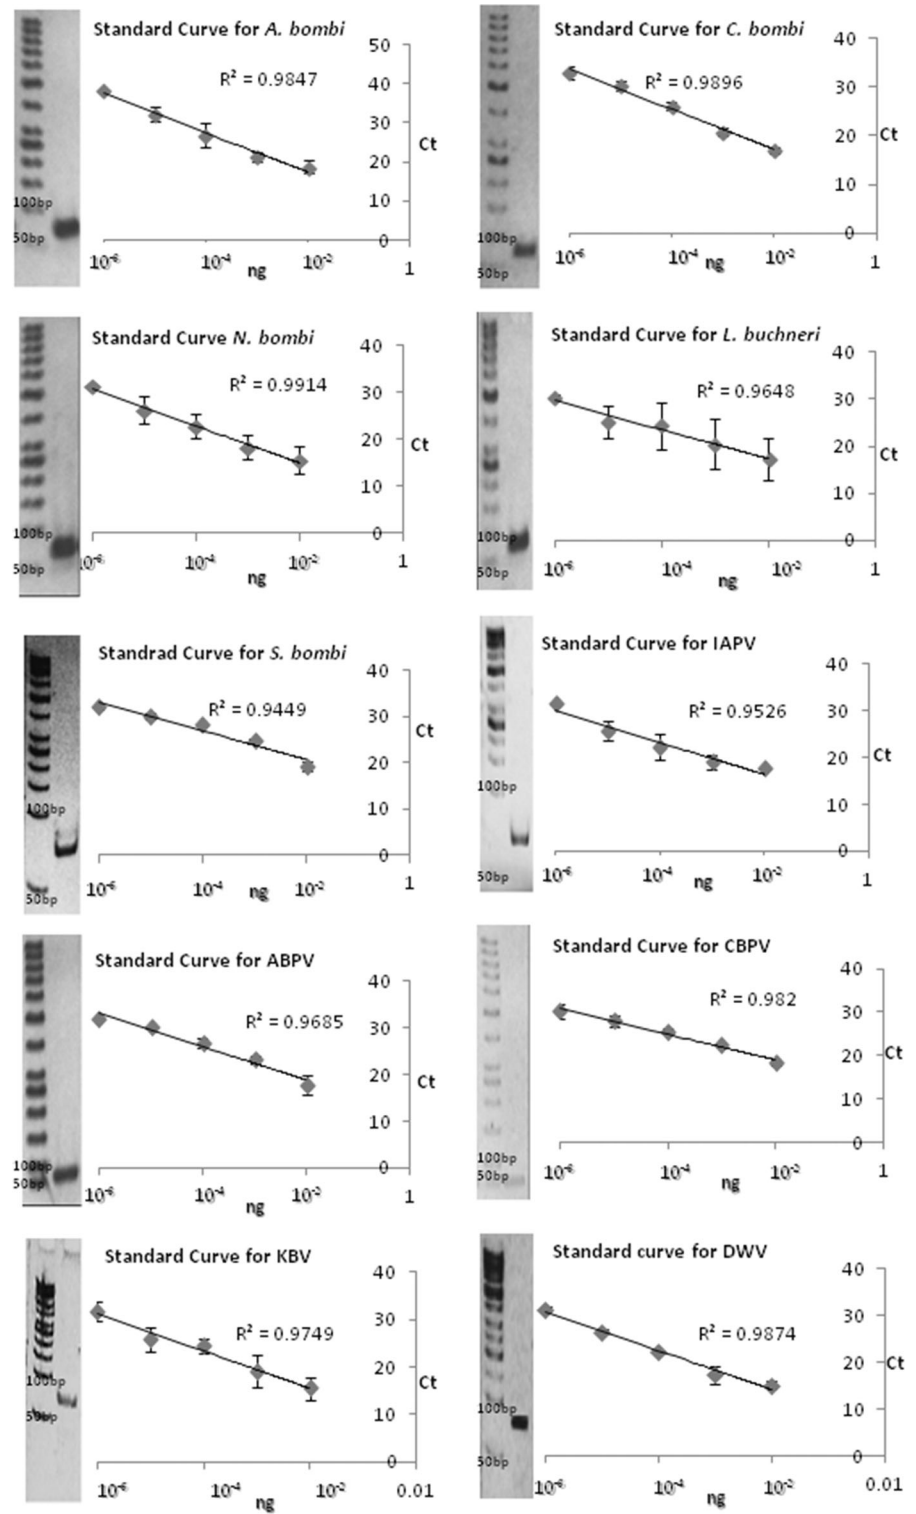 Standard Curve for A. bombi
R² = 0.9847
50
40
30
20
10
0
Ct
100bp
50bp
10⁻⁶
10⁻⁴
10⁻²
1
ng
Standard Curve for C. bombi
R² = 0.9896
40
30
20
10
0
Ct
100bp
50bp
10⁻⁶
10⁻⁴
10⁻²
1
ng
Standard Curve N. bombi
R² = 0.9914
40
30
20
10
0
Ct
100bp
50bp
10⁻⁶
10⁻⁴
10⁻²
1
ng
Standard Curve for L. buchneri
R² = 0.9648
40
30
20
10
0
Ct
100bp
50bp
10⁻⁶
10⁻⁴
10⁻²
1
ng
Standrad Curve for S. bombi
R² = 0.9449
40
30
20
10
0
Ct
100bp
50bp
10⁻⁶
10⁻⁴
10⁻²
1
ng
Standard Curve for IAPV
R² = 0.9526
40
30
20
10
0
Ct
100bp
50bp
10⁻⁶
10⁻⁴
10⁻²
1
ng
Standard Curve for ABPV
R² = 0.9685
40
30
20
10
0
Ct
100bp
50bp
10⁻⁶
10⁻⁴
10⁻²
1
ng
Standard Curve for CBPV
R² = 0.982
40
30
20
10
0
Ct
100bp
50bp
10⁻⁶
10⁻⁴
10⁻²
1
ng
Standard Curve for KBV
R² = 0.9749
40
30
20
10
0
Ct
100bp
50bp
10⁻⁶
10⁻⁴
10⁻²
0.01
ng
Standard curve for DWV
R² = 0.9874
40
30
20
10
0
Ct
100bp
50bp
10⁻⁶
10⁻⁴
10⁻²
0.01
ng